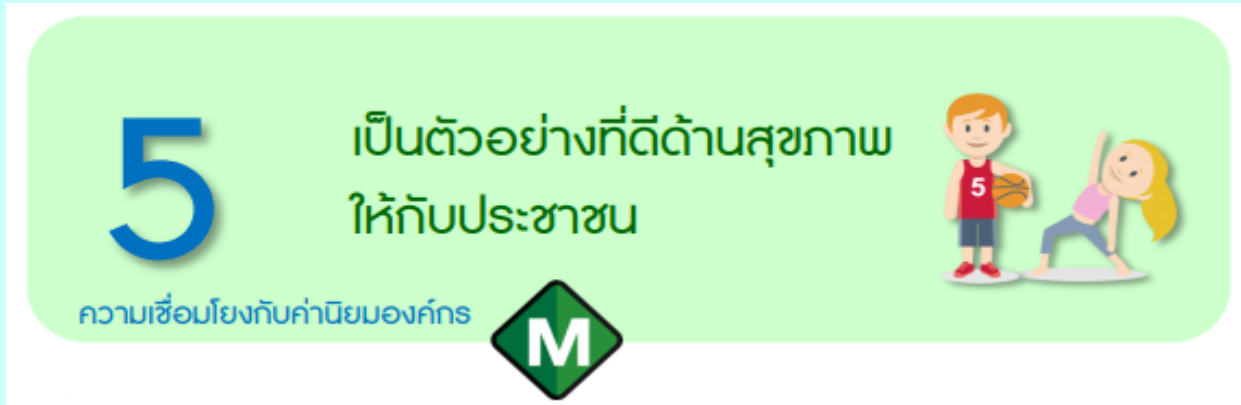 5
เป็นตัวอย่างที่ดีด้านสุขภาพ
ให้กับประชาชน
5
ความเชื่อมโยงกับค่านิยมองค์กร
M